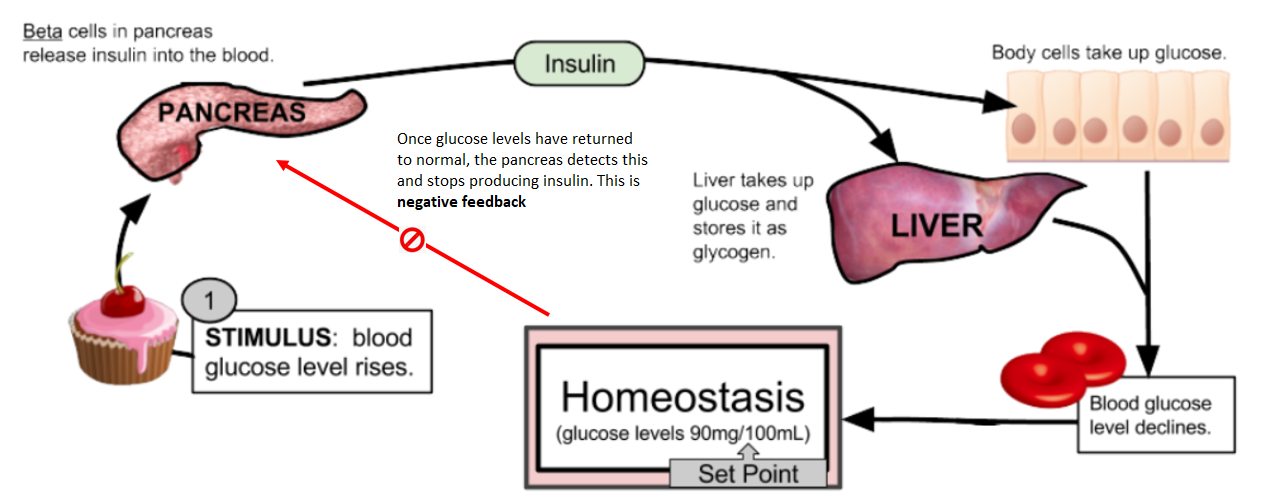 Beta cells in pancreas
release insulin into the blood.
PANCREAS
Insulin
Body cells take up glucose.
Once glucose levels have returned
to normal, the pancreas detects this
and stops producing insulin. This is
negative feedback
Liver takes up
glucose and
stores it as
glycogen.
LIVER
1
STIMULUS: blood
glucose level rises.
Homeostasis
(glucose levels 90mg/100mL)
Set Point
Blood glucose
level declines.